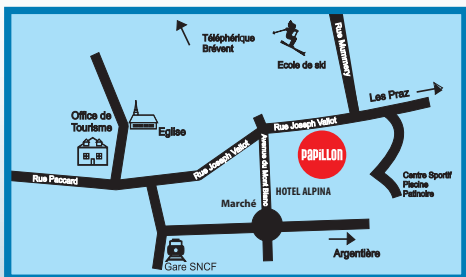 Téléphérique
Brévent
Ecole de ski
Rue Mummery
Les Praz
Office de
Tourisme
Eglise
Rue Joseph Vallot
Rue Joseph Vallot
PAPILLON
Avenue du Mont Blanc
Rue Paccard
Centre Sportif
Piscine
Patinoire
HOTEL ALPINA
Marché
Argentière
Gare SNCF